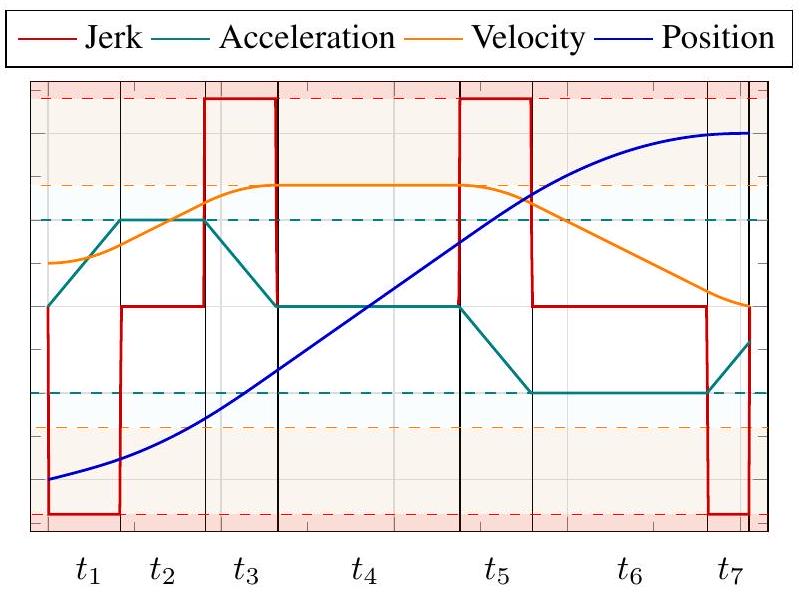 Jerk Acceleration Velocity Position
t₁ t₂ t₃ t₄ t₅ t₆ t₇